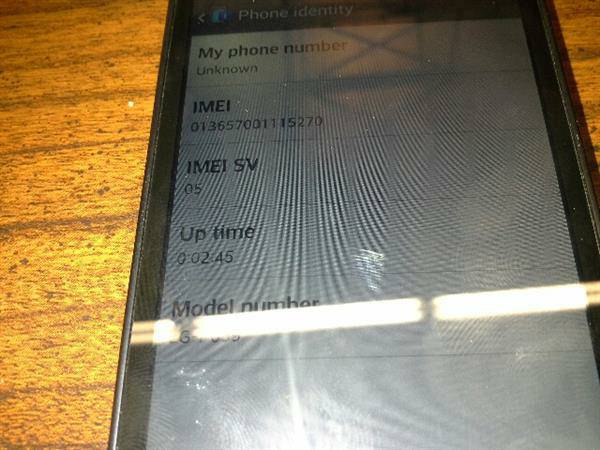 Phone identity
My phone number
Unknown
IMEI
013657001115270
IMEI SV
05
Up time
0:02:45
Model number